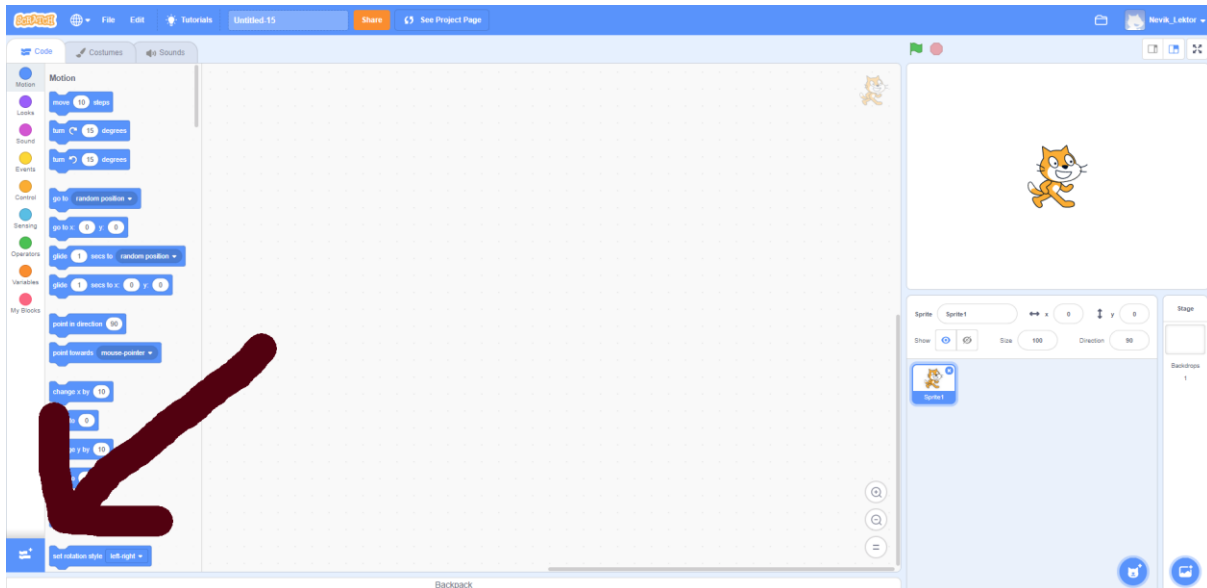 SCRATCH File Edit Tutorials Untitled-15 Share See Project Page Nevik_Lektor
Code Costumes Sounds
Motion
Looks
Sound
Events
Control
Sensing
Operators
Variables
My Blocks
Motion
move 10 steps
turn 15 degrees
turn 15 degrees
go to random position
go to x: 0 y: 0
glide 1 secs to random position
glide 1 secs to x: 0 y: 0
point in direction 90
point towards mouse-pointer
change x by 10
0
y by 10
set rotation style left-right
Backpack
Sprite Sprite1 x 0 y 0
Show Size 100 Direction 90
Sprite1
Stage
Backdrops
1